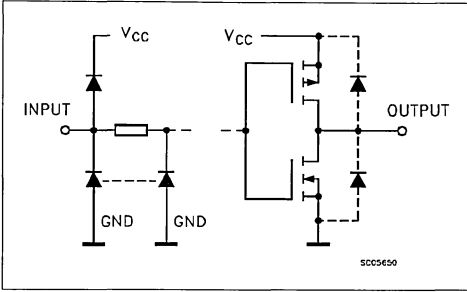 VCC
VCC
INPUT
OUTPUT
GND
GND
SC05650